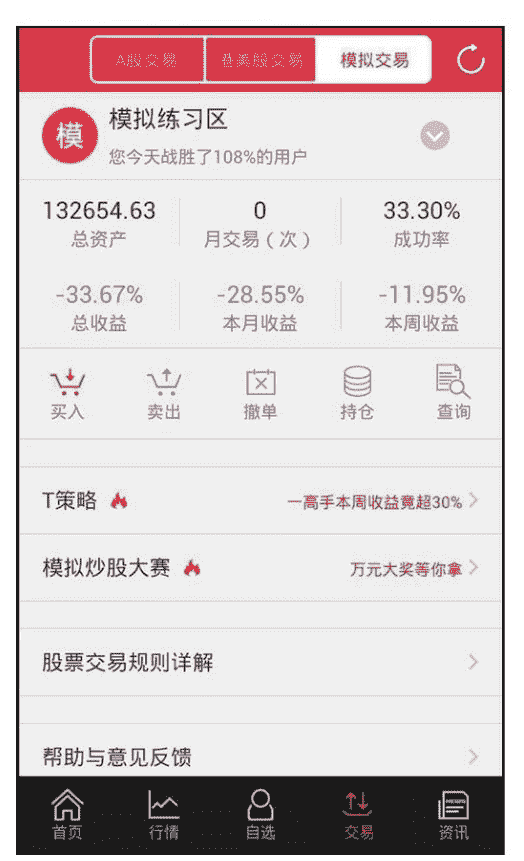 A股交易 港美股交易 模拟交易
模 模拟练习区
您今天战胜了108%的用户
132654.63 0 33.30%
总资产 月交易(次) 成功率
-33.67% -28.55% -11.95%
总收益 本月收益 本周收益
买入 卖出 撤单 持仓 查询
T策略 一高手本周收益竟超30%
模拟炒股大赛 万元大奖等你拿
股票交易规则详解
帮助与意见反馈
首页 行情 自选 交易 资讯